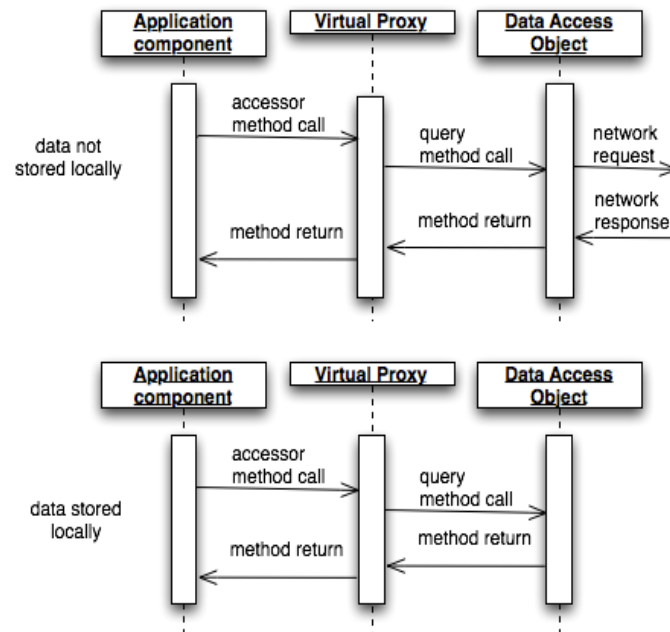 Application
component
Virtual Proxy
Data Access
Object
data not
stored locally
accessor
method call
query
method call
network
request
network
response
method return
method return
Application
component
Virtual Proxy
Data Access
Object
data stored
locally
accessor
method call
query
method call
method return
method return